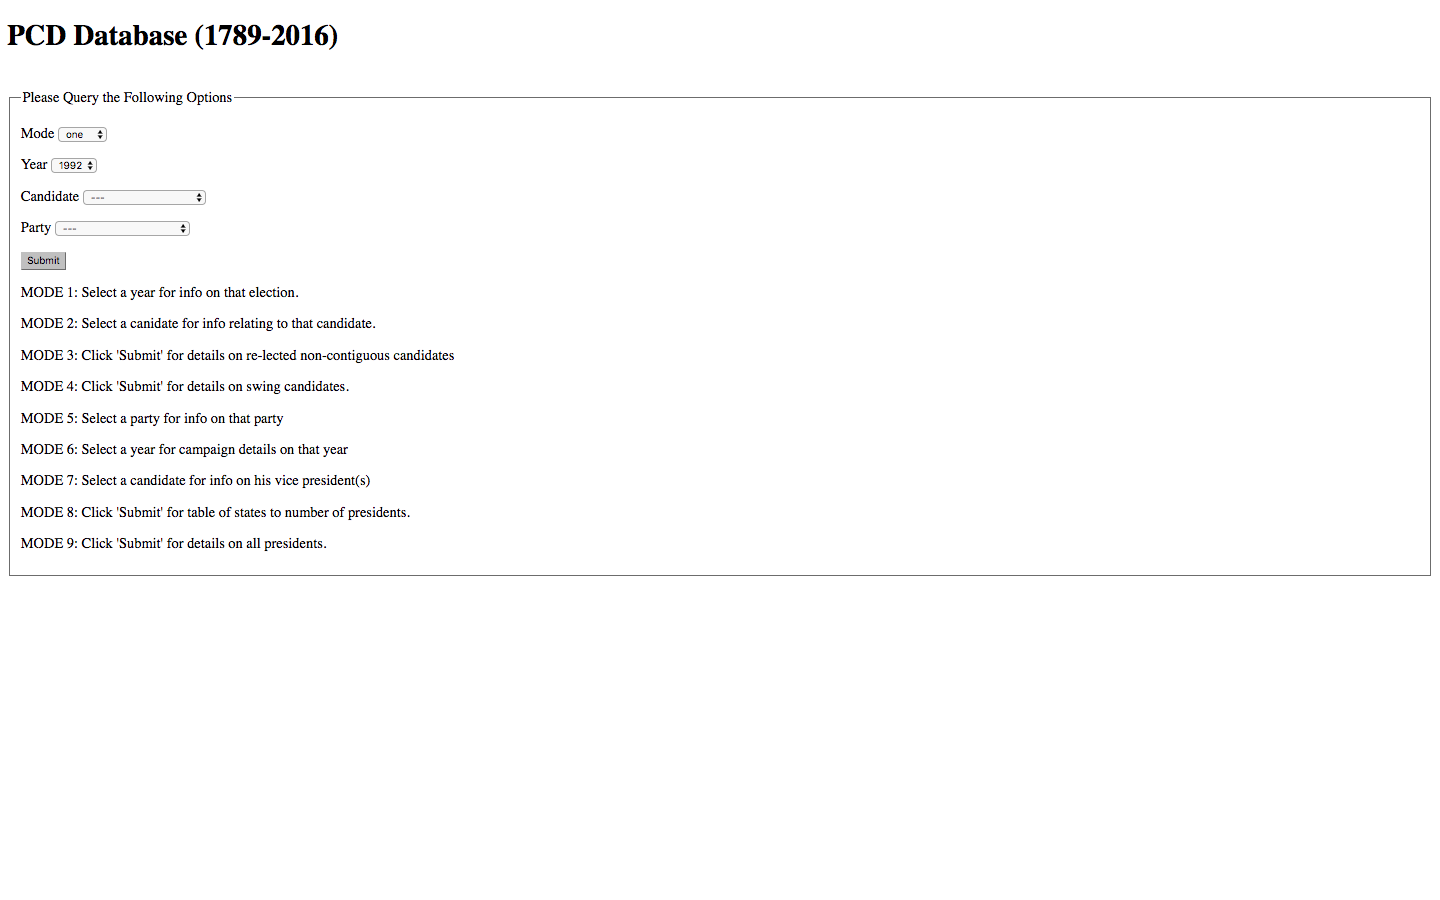 PCD Database (1789-2016)
Please Query the Following Options
Mode one
Year 1992
Candidate ---
Party ---
Submit
MODE 1: Select a year for info on that election.
MODE 2: Select a canidate for info relating to that candidate.
MODE 3: Click 'Submit' for details on re-lected non-contiguous candidates
MODE 4: Click 'Submit' for details on swing candidates.
MODE 5: Select a party for info on that party
MODE 6: Select a year for campaign details on that year
MODE 7: Select a candidate for info on his vice president(s)
MODE 8: Click 'Submit' for table of states to number of presidents.
MODE 9: Click 'Submit' for details on all presidents.